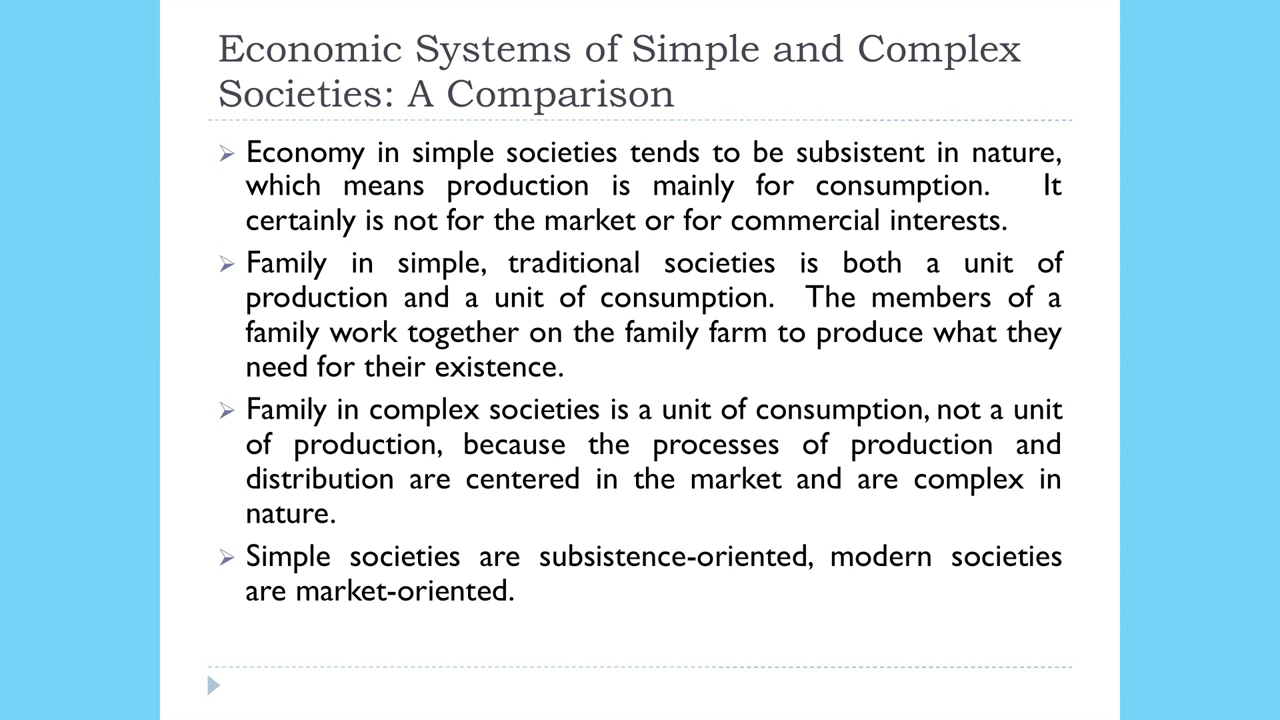 Economic Systems of Simple and Complex
Societies: A Comparison
Economy in simple societies tends to be subsistent in nature,
which means production is mainly for consumption. It
certainly is not for the market or for commercial interests.
Family in simple, traditional societies is both a unit of
production and a unit of consumption. The members of a
family work together on the family farm to produce what they
need for their existence.
Family in complex societies is a unit of consumption, not a unit
of production, because the processes of production and
distribution are centered in the market and are complex in
nature.
Simple societies are subsistence-oriented, modern societies
are market-oriented.